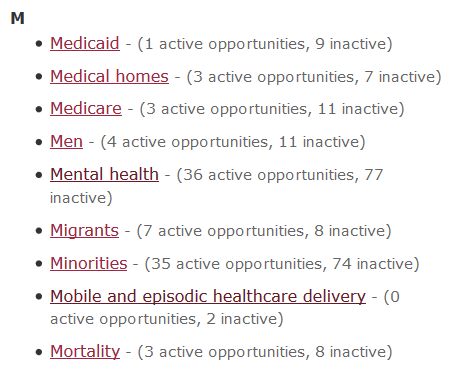 M
• Medicaid - (1 active opportunities, 9 inactive)
• Medical homes - (3 active opportunities, 7 inactive)
• Medicare - (3 active opportunities, 11 inactive)
• Men - (4 active opportunities, 11 inactive)
• Mental health - (36 active opportunities, 77
inactive)
• Migrants - (7 active opportunities, 8 inactive)
• Minorities - (35 active opportunities, 74 inactive)
• Mobile and episodic healthcare delivery - (0
active opportunities, 2 inactive)
• Mortality - (3 active opportunities, 8 inactive)